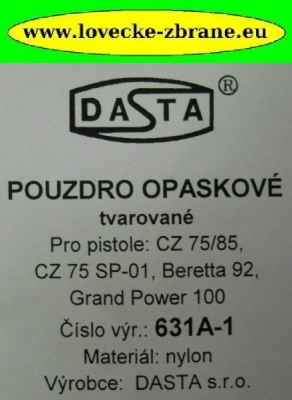 www.lovecke-zbrane.eu
DASTA®
POUZDRO OPASKOVÉ
tvarované
Pro pistole: CZ 75/85,
CZ 75 SP-01, Beretta 92,
Grand Power 100
Číslo výr.: 631A-1
Materiál: nylon
Výrobce: DASTA s.r.o.